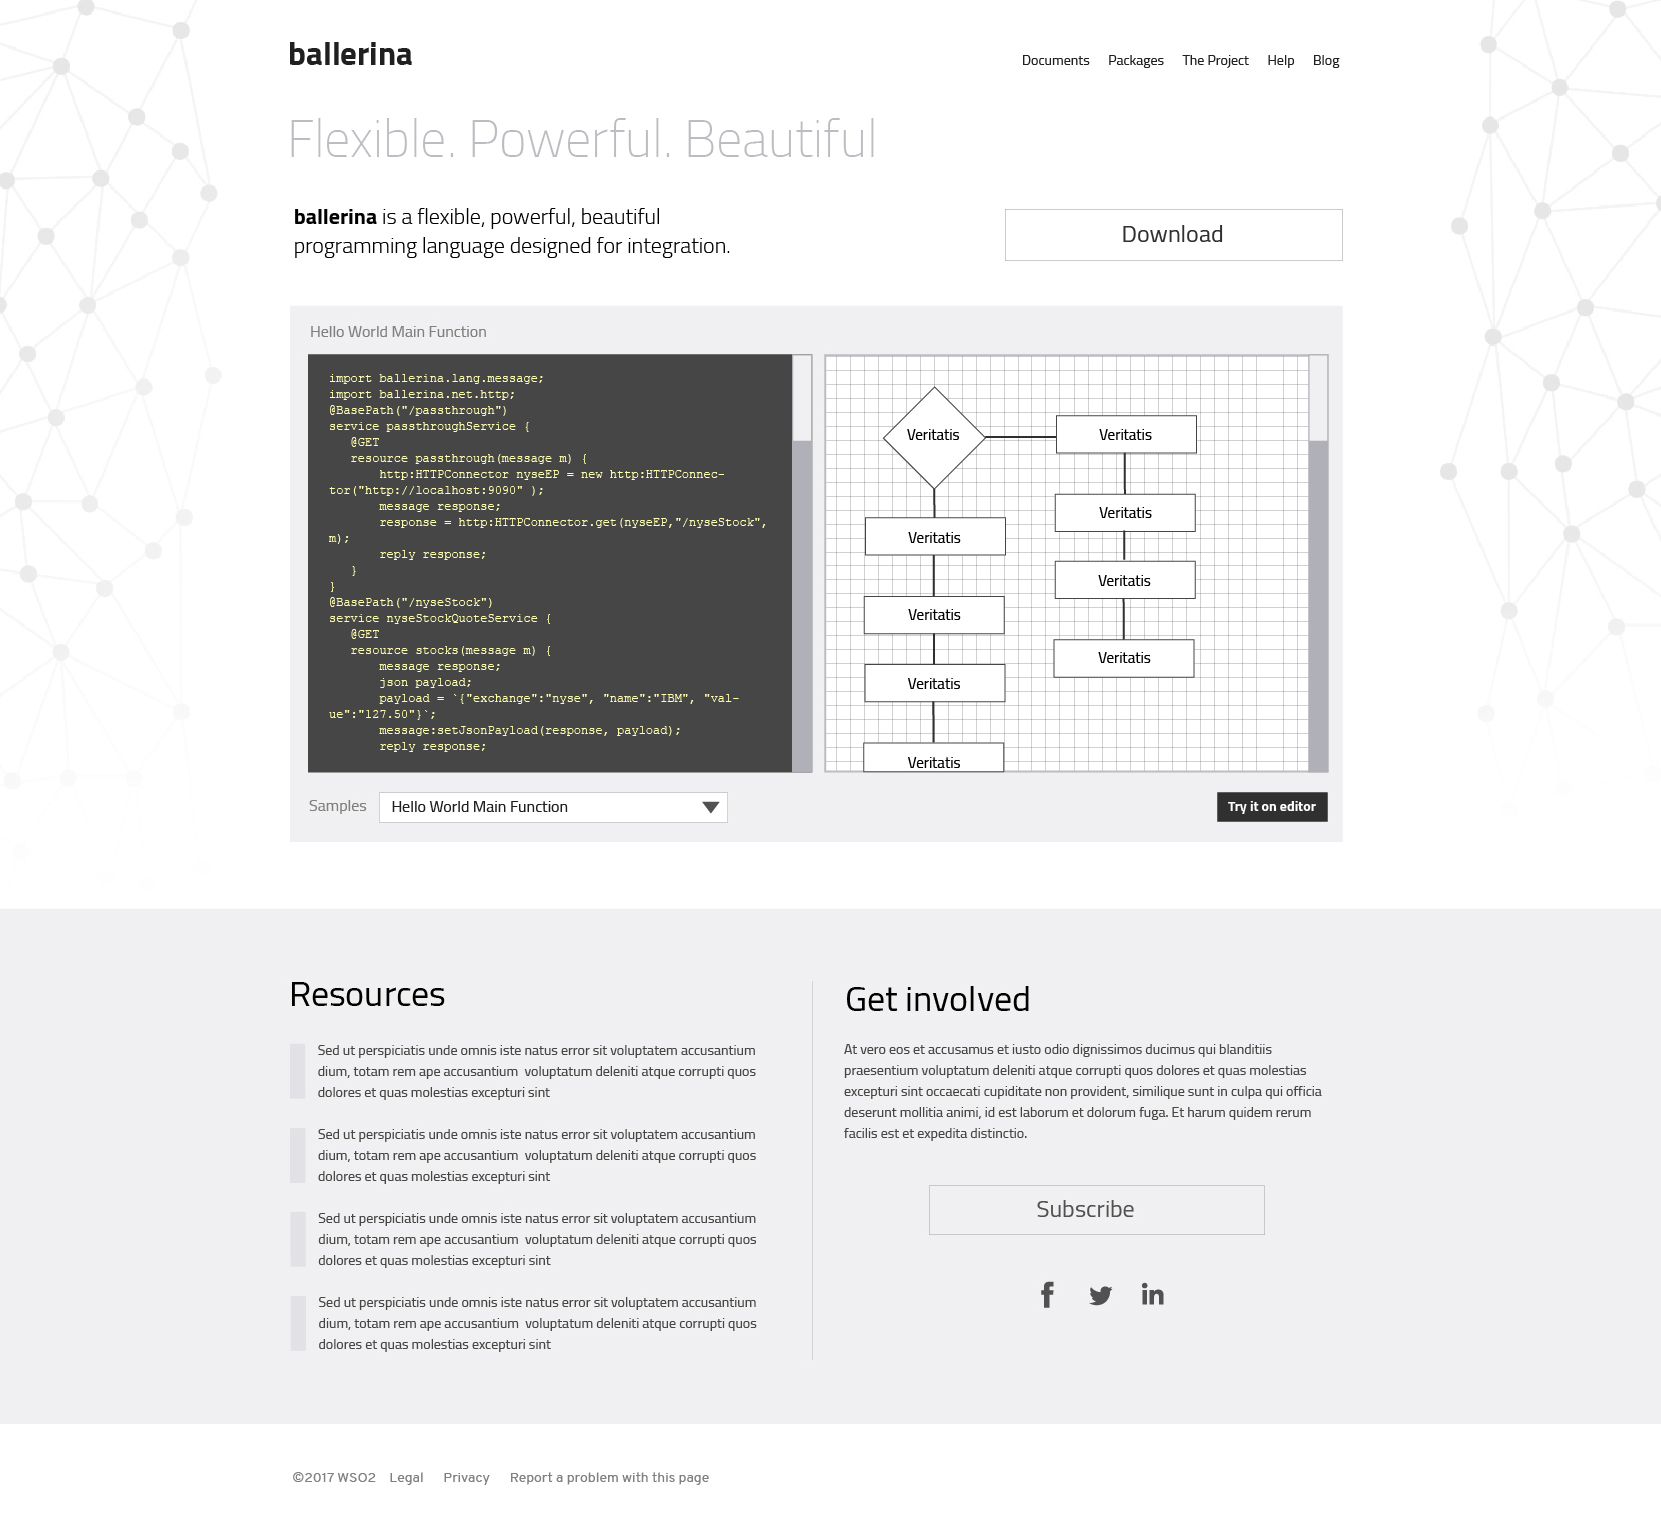 ballerina
Documents Packages The Project Help Blog
Flexible. Powerful. Beautiful
ballerina is a flexible, powerful, beautiful
programming language designed for integration.
Download
Hello World Main Function
import ballerina.lang.message;
import ballerina.net.http;
@BasePath("/passthrough")
service passthroughService {
@GET
resource passthrough(message m) {
http:HTTPConnector nyseEP = new http:HTTPConnec-
tor("http://localhost:9090" );
message response;
response = http:HTTPConnector.get(nyseEP,"/nyseStock",
m);
reply response;
}
}
@BasePath("/nyseStock")
service nyseStockQuoteService {
@GET
resource stocks(message m) {
message response;
json payload;
payload = `{"exchange":"nyse", "name":"IBM", "val-
ue":"127.50"}`;
message:setJsonPayload(response, payload);
reply response;
Veritatis
Veritatis
Veritatis
Veritatis
Veritatis
Veritatis
Veritatis
Veritatis
Veritatis
Samples
Hello World Main Function
Try it on editor
Resources
Sed ut perspiciatis unde omnis iste natus error sit voluptatem accusantium
dium, totam rem ape accusantium voluptatum deleniti atque corrupti quos
dolores et quas molestias excepturi sint
Sed ut perspiciatis unde omnis iste natus error sit voluptatem accusantium
dium, totam rem ape accusantium voluptatum deleniti atque corrupti quos
dolores et quas molestias excepturi sint
Sed ut perspiciatis unde omnis iste natus error sit voluptatem accusantium
dium, totam rem ape accusantium voluptatum deleniti atque corrupti quos
dolores et quas molestias excepturi sint
Sed ut perspiciatis unde omnis iste natus error sit voluptatem accusantium
dium, totam rem ape accusantium voluptatum deleniti atque corrupti quos
dolores et quas molestias excepturi sint
Get involved
At vero eos et accusamus et iusto odio dignissimos ducimus qui blanditiis
praesentium voluptatum deleniti atque corrupti quos dolores et quas molestias
excepturi sint occaecati cupiditate non provident, similique sunt in culpa qui officia
deserunt mollitia animi, id est laborum et dolorum fuga. Et harum quidem rerum
facilis est et expedita distinctio.
Subscribe
©2017 WSO2 Legal Privacy Report a problem with this page